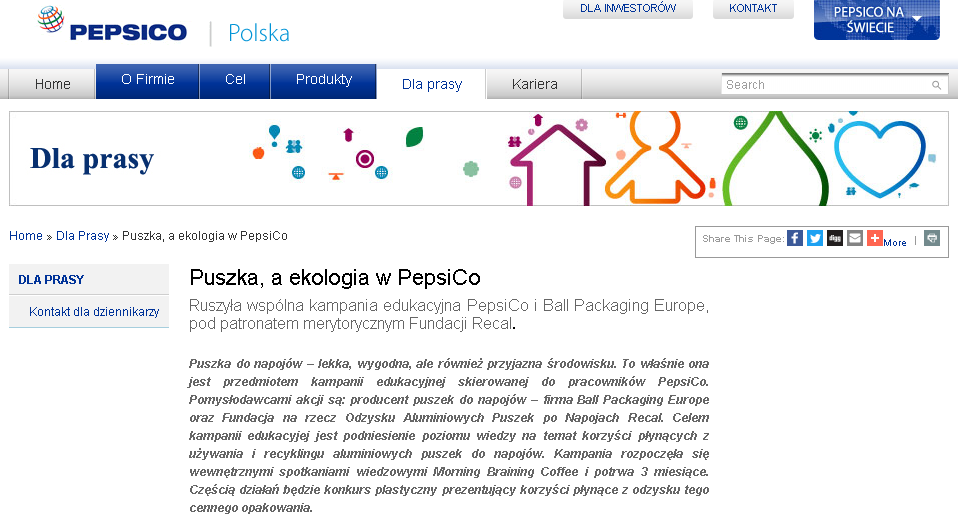 DLA INWESTORÓW
KONTAKT
PEPSICO NA
ŚWIECIE
PEPSICO
Polska
Home
O Firmie
Cel
Produkty
Dla prasy
Kariera
Search
Dla prasy
Home » Dla Prasy » Puszka, a ekologia w PepsiCo
Share This Page:
digg
More
DLA PRASY
Kontakt dla dziennikarzy
Puszka, a ekologia w PepsiCo
Ruszyła wspólna kampania edukacyjna PepsiCo i Ball Packaging Europe,
pod patronatem merytorycznym Fundacji Recal.
Puszka do napojów – lekka, wygodna, ale również przyjazna środowisku. To właśnie ona
jest przedmiotem kampanii edukacyjnej skierowanej do pracowników PepsiCo.
Pomysłodawcami akcji są: producent puszek do napojów – firma Ball Packaging Europe
oraz Fundacja na rzecz Odzysku Aluminiowych Puszek po Napojach Recal. Celem
kampanii edukacyjej jest podniesienie poziomu wiedzy na temat korzyści płynących z
używania i recyklingu aluminiowych puszek do napojów. Kampania rozpoczęła się
wewnętrznymi spotkaniami wiedzowymi Morning Braining Coffee i potrwa 3 miesiące.
Częścią działań będzie konkurs plastyczny prezentujący korzyści płynące z odzysku tego
cennego opakowania.